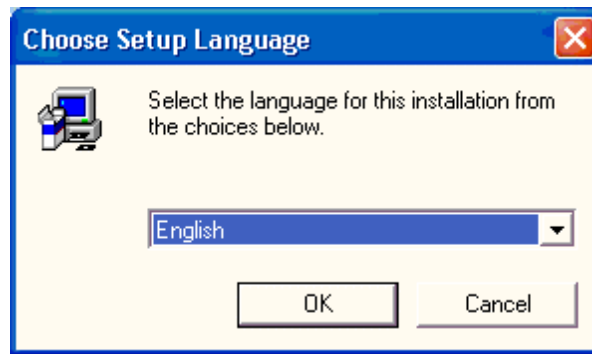 Choose Setup Language
Select the language for this installation from
the choices below.
English
OK
Cancel